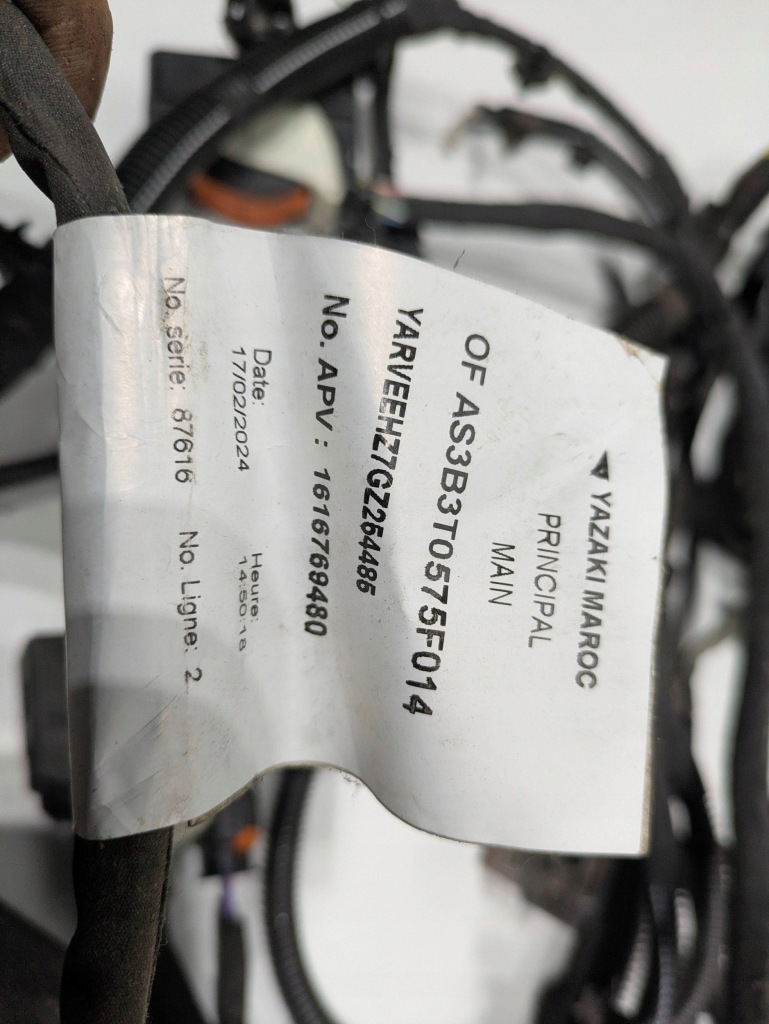 YAZAKI MAROC
PRINCIPAL
MAIN
OF AS3B3T0575F014
YARVEEHZ7GZ264486
No. APV : 1616769480
Date: Heure:
17/02/2024 14:50:18
No. serie: 87616 No. Ligne: 2